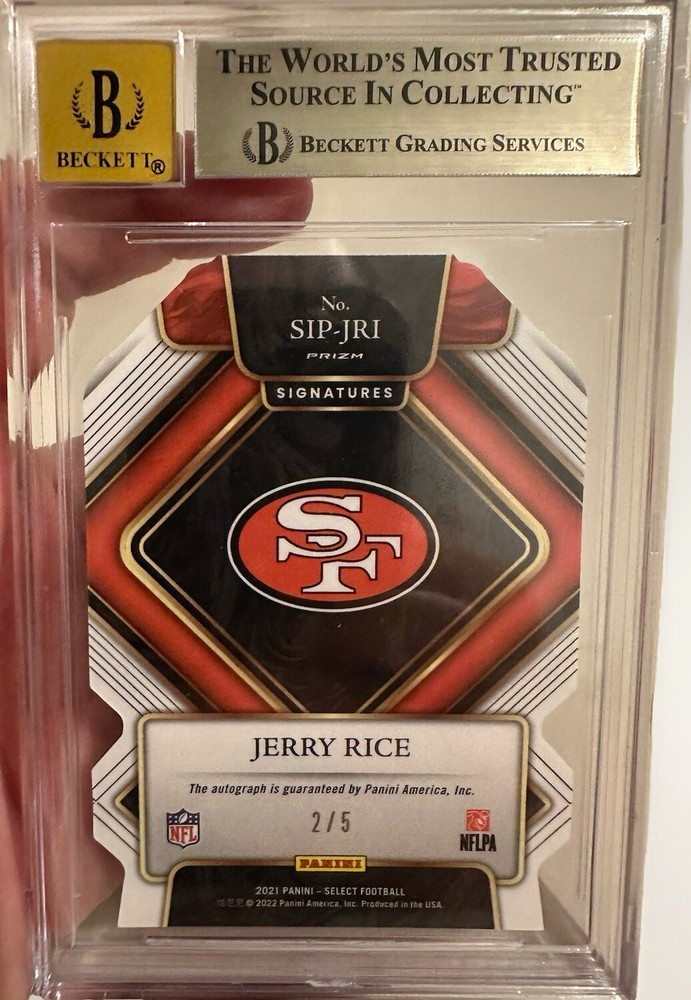 B
BECKETT®
THE WORLD'S MOST TRUSTED
SOURCE IN COLLECTING™
B BECKETT GRADING SERVICES
No.
SIP-JRI
PRIZM
SIGNATURES
SF
JERRY RICE
The autograph is guaranteed by Panini America, Inc.
2/5
NFL
NFLPA
PANINI
2021 PANINI – SELECT FOOTBALL
© 2022 Panini America, Inc. Produced in the USA.